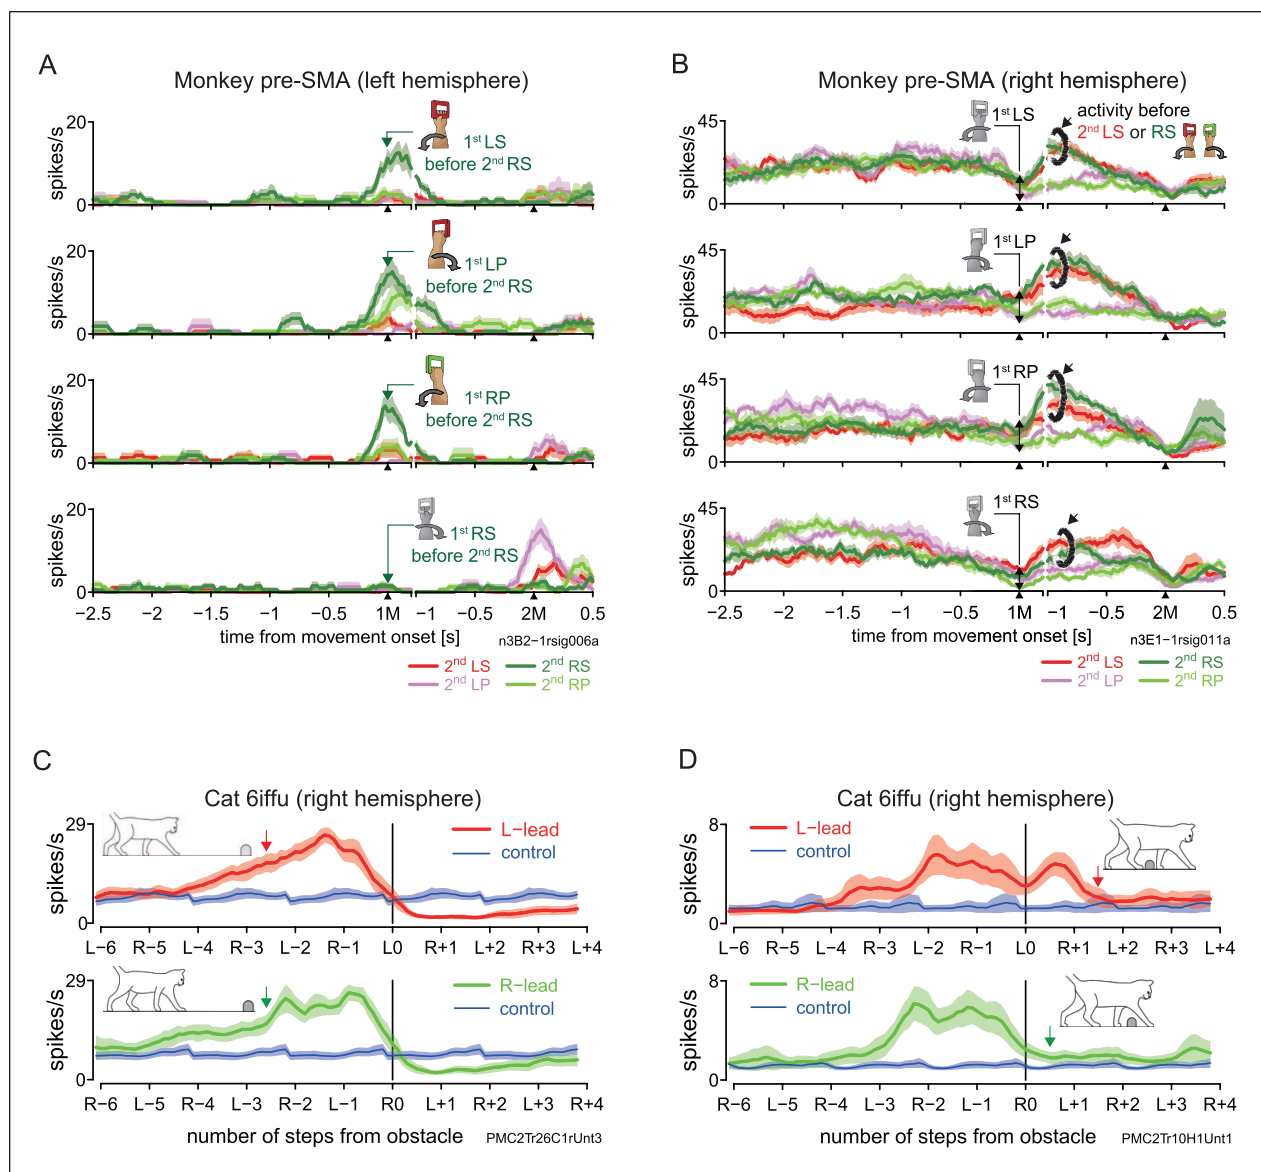 A
Monkey pre-SMA (left hemisphere)
20
0
spikes/s
1st LS
before 2nd RS
20
0
spikes/s
1st LP
before 2nd RS
20
0
spikes/s
1st RP
before 2nd RS
20
0
spikes/s
1st RS
before 2nd RS
−2.5 −2 −1.5 −1 −0.5 1M −1 −0.5 2M 0.5
time from movement onset [s]
n3B2−1rsig006a
2nd LS 2nd RS
2nd LP 2nd RP
B
Monkey pre-SMA (right hemisphere)
45
0
spikes/s
1st LS
activity before
2nd LS or RS
45
0
spikes/s
1st LP
45
0
spikes/s
1st RP
45
0
spikes/s
1st RS
−2.5 −2 −1.5 −1 −0.5 1M −1 −0.5 2M 0.5
time from movement onset [s]
n3E1−1rsig011a
2nd LS 2nd RS
2nd LP 2nd RP
C
Cat 6iffu (right hemisphere)
29
0
spikes/s
L−lead
control
L−6 R−5 L−4 R−3 L−2 R−1 L0 R+1 L+2 R+3 L+4
29
0
spikes/s
R−lead
control
R−6 L−5 R−4 L−3 R−2 L−1 R0 L+1 R+2 L+3 R+4
number of steps from obstacle
PMC2Tr26C1rUnt3
D
Cat 6iffu (right hemisphere)
8
0
spikes/s
L−lead
control
L−6 R−5 L−4 R−3 L−2 R−1 L0 R+1 L+2 R+3 L+4
8
0
spikes/s
R−lead
control
R−6 L−5 R−4 L−3 R−2 L−1 R0 L+1 R+2 L+3 R+4
number of steps from obstacle
PMC2Tr10H1Unt1